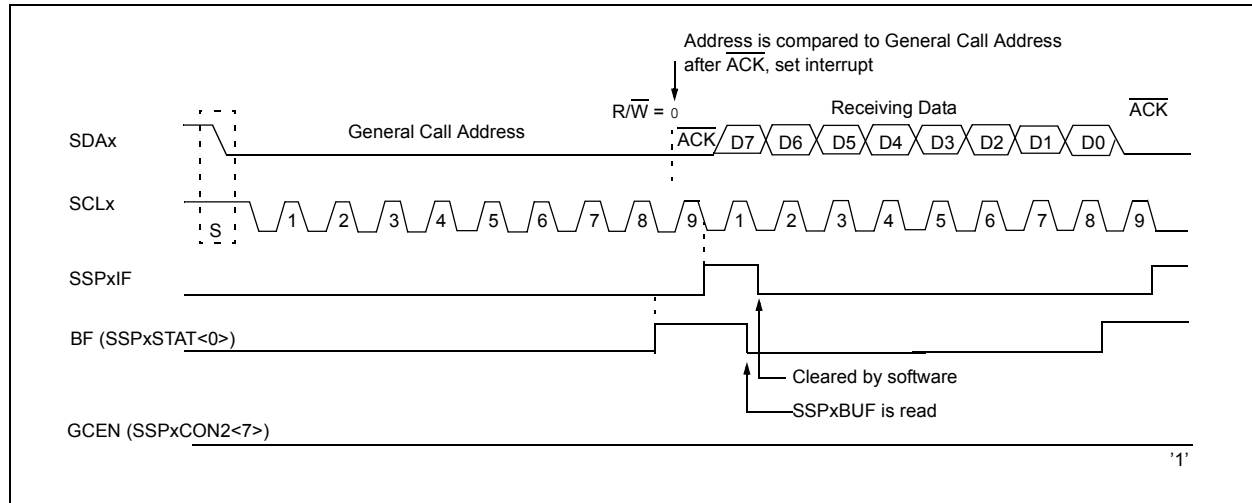 Address is compared to General Call Address
after ACK, set interrupt
R/W = 0
Receiving Data
ACK
SDAx
General Call Address
ACK D7 D6 D5 D4 D3 D2 D1 D0
SCLx
S
1 2 3 4 5 6 7 8 9 1 2 3 4 5 6 7 8 9
SSPxIF
BF (SSPxSTAT<0>)
Cleared by software
SSPxBUF is read
GCEN (SSPxCON2<7>)
'1'